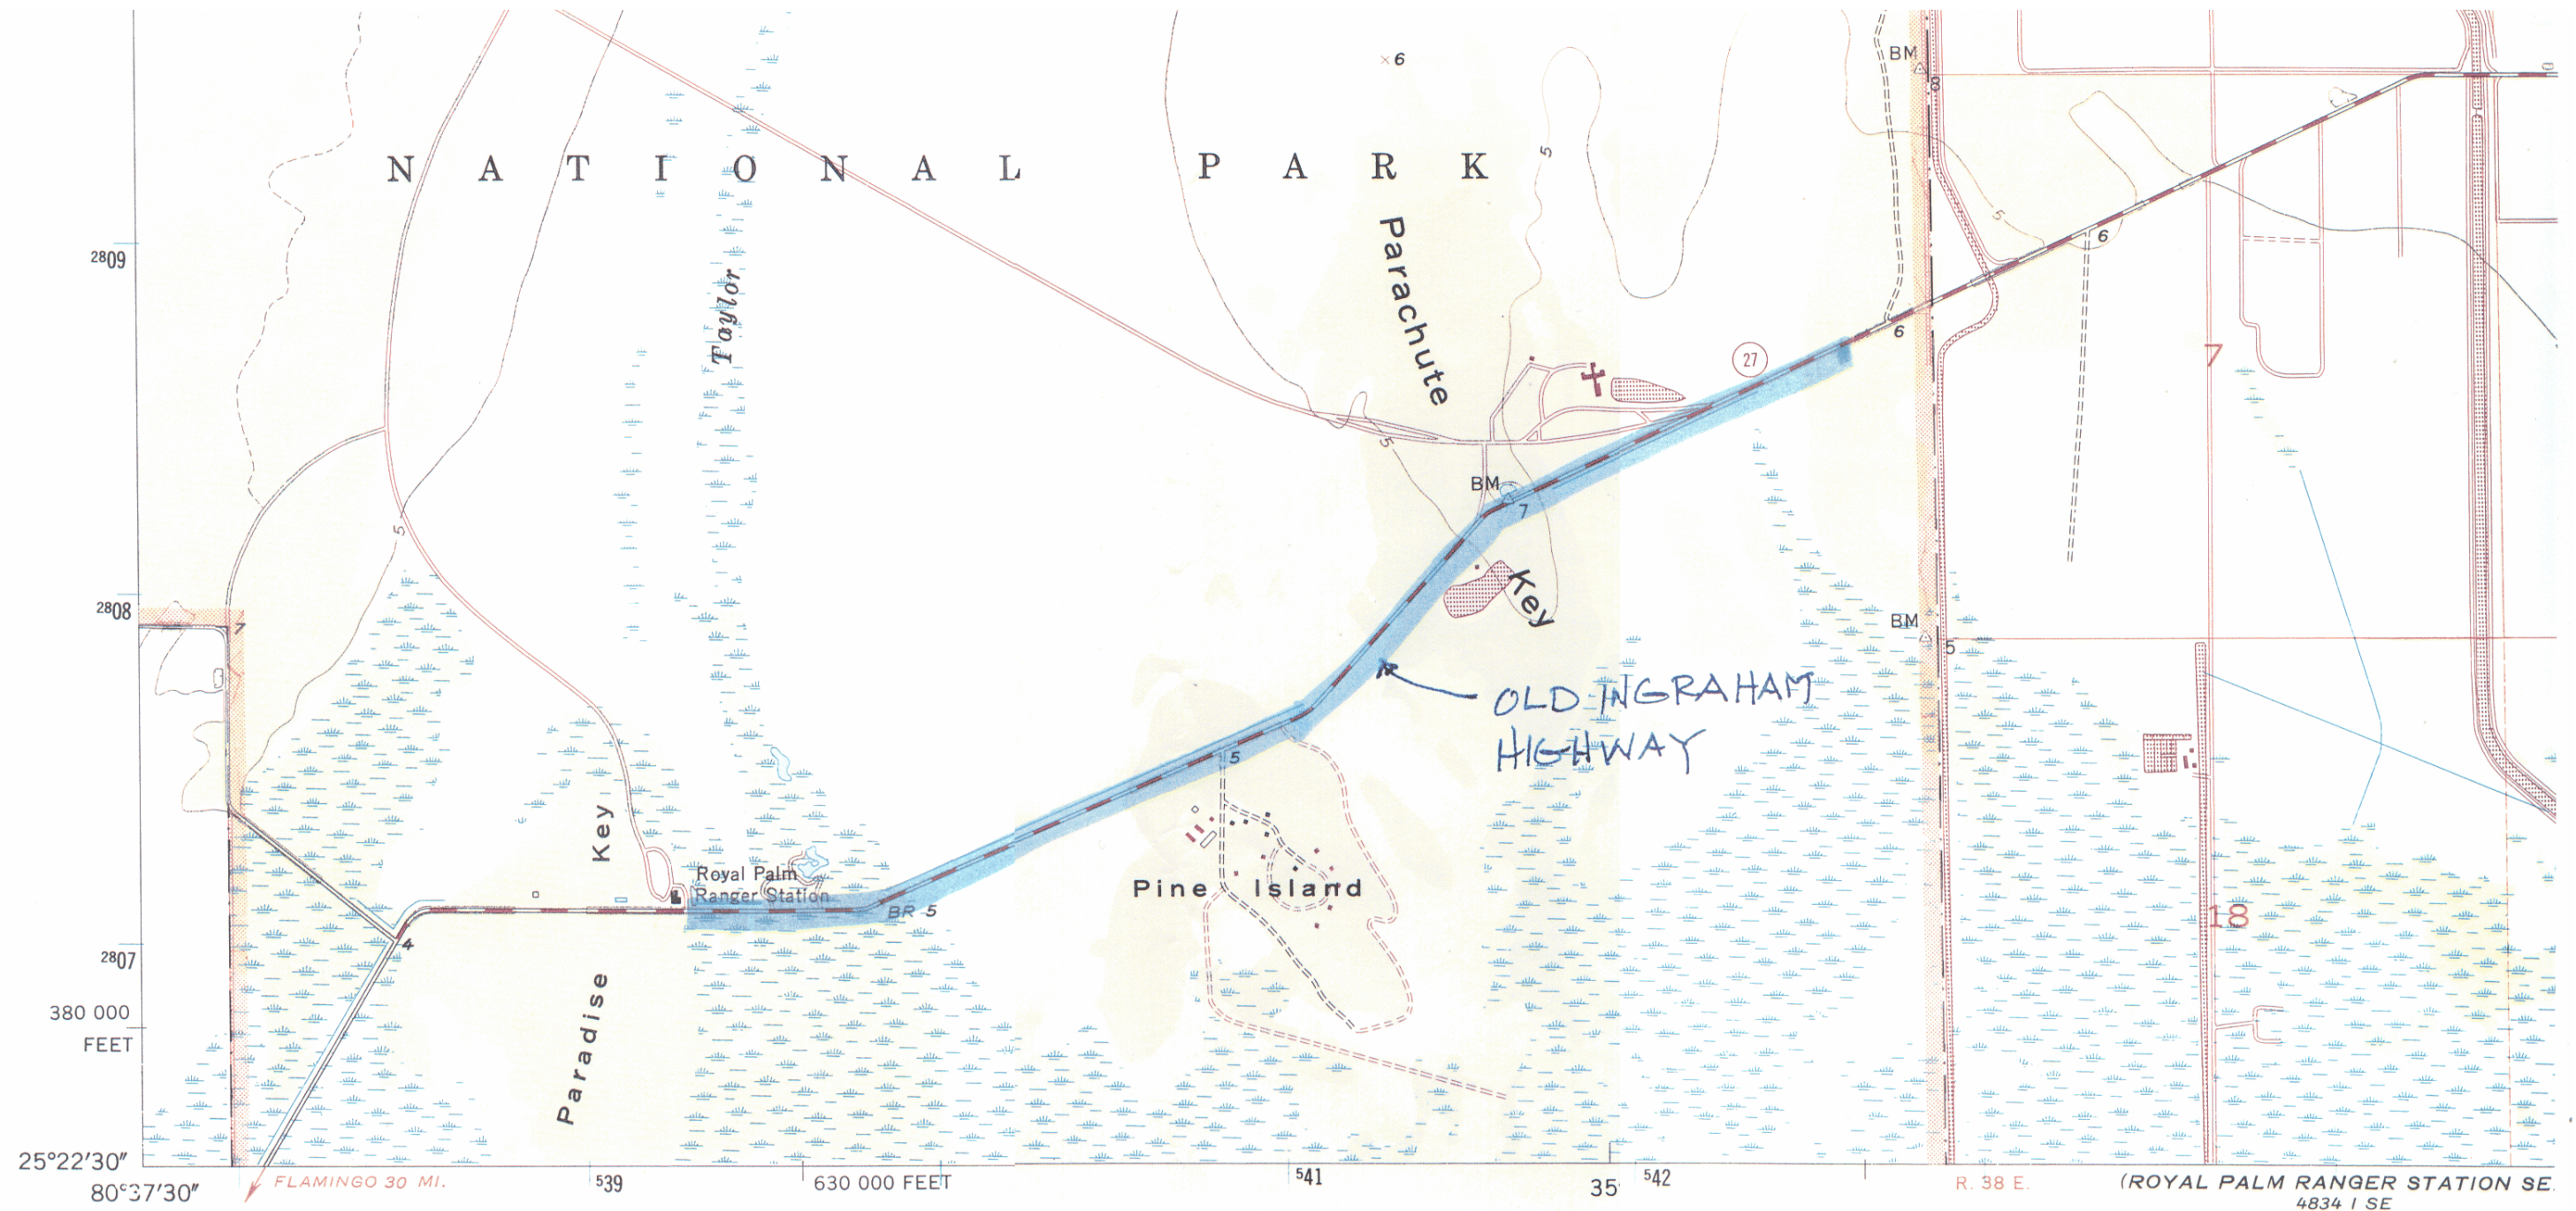 BM
8
6
N A T I O N A L P A R K
5
5
6
Parachute
2809
Taylor
6
27
7
5
BM
7
5
Key
2808
7
BM
5
OLD INGRAHAM
HIGHWAY
5
Key
Royal Palm
Ranger Station
Pine Island
BR 5
18
4
2807
Paradise
380 000
FEET
25°22'30"
80°37'30"
FLAMINGO 30 MI.
539
630 000 FEET
541
35'
542
R. 38 E.
(ROYAL PALM RANGER STATION SE
4834 I SE